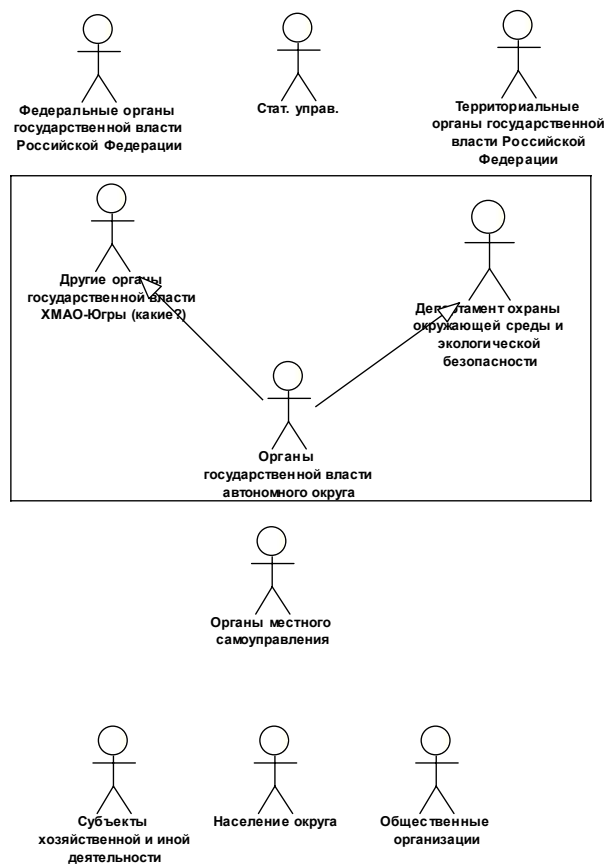 Федеральные органы
государственной власти
Российской Федерации
Стат. управ.
Территориальные
органы государственной
власти Российской
Федерации
Другие органы
государственной власти
ХМАО-Югры (какие?)
Департамент охраны
окружающей среды и
экологической
безопасности
Органы
государственной власти
автономного округа
Органы местного
самоуправления
Субъекты
хозяйственной и иной
деятельности
Население округа
Общественные
организации